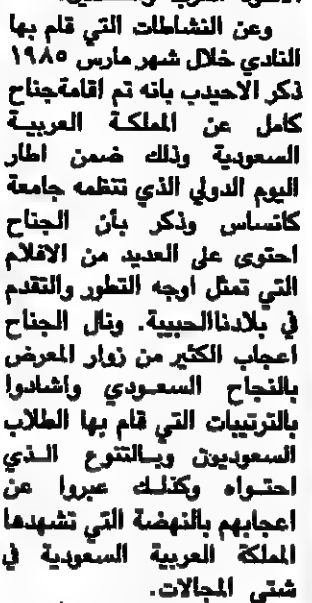 وعن النشاطات التي قام بها
النادي خلال شهر مارس ١٩٨٥
ذكر الاحيدب بانه تم اقامةجناح
كامل عن المملكة العربية
السعودية وذلك ضمن اطار
اليوم الدولي الذي تنظمه جامعة
كانساس وذكر بأن الجناح
احتوى على العديد من الافلام
التي تمثل اوجه التطور والتقدم
في بلادناالحبيبة. ونال الجناح
اعجاب الكثير من زوار المعرض
بالنجاح السعودي واشادوا
بالترتيبات التي قام بها الطلاب
السعوديون وبالتنوع الذي
احتواه وكذلك عبروا عن
اعجابهم بالنهضة التي تشهدها
المملكة العربية السعودية في
شتى المجالات.